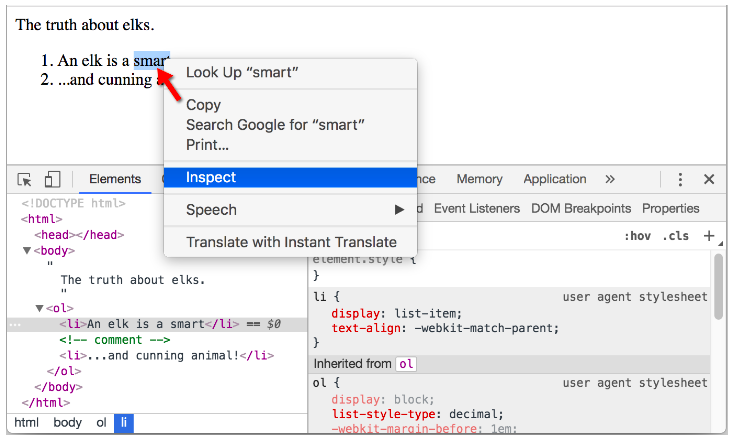 The truth about elks.
1. An elk is a smart
2. ...and cunning a
Look Up “smart”
Copy
Search Google for “smart”
Print...
Inspect
Speech
Translate with Instant Translate
Elements
nce Memory Application »
<!DOCTYPE html>
<html>
<head></head>
<body>
"
The truth about elks.
"
<ol>
<li>An elk is a smart</li> == $0
<!-- comment -->
<li>...and cunning animal!</li>
</ol>
</body>
</html>
html body ol li
d Event Listeners DOM Breakpoints Properties
:hov .cls +
element.style {
}
li { user agent stylesheet
display: list-item;
text-align: -webkit-match-parent;
}
Inherited from ol
ol { user agent stylesheet
display: block;
list-style-type: decimal;
-webkit-margin-before: 1em;